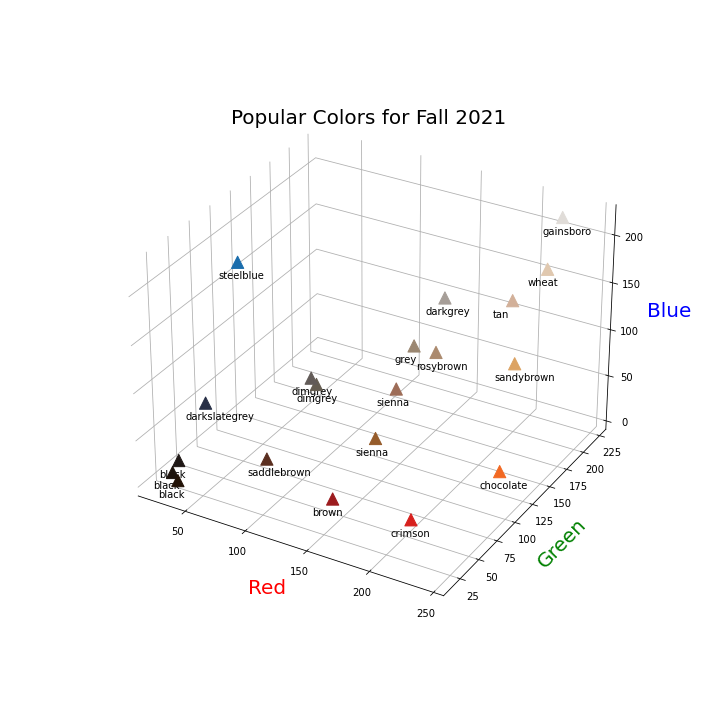 Popular Colors for Fall 2021
gainsboro
steelblue
wheat
darkgrey
tan
grey
rosybrown
sandybrown
dimgrey
dimgrey
sienna
darkslategrey
sienna
black
saddlebrown
black
black
chocolate
brown
crimson
200
150
100
50
0
Blue
225
200
175
150
125
100
75
50
25
Green
50
100
150
200
250
Red